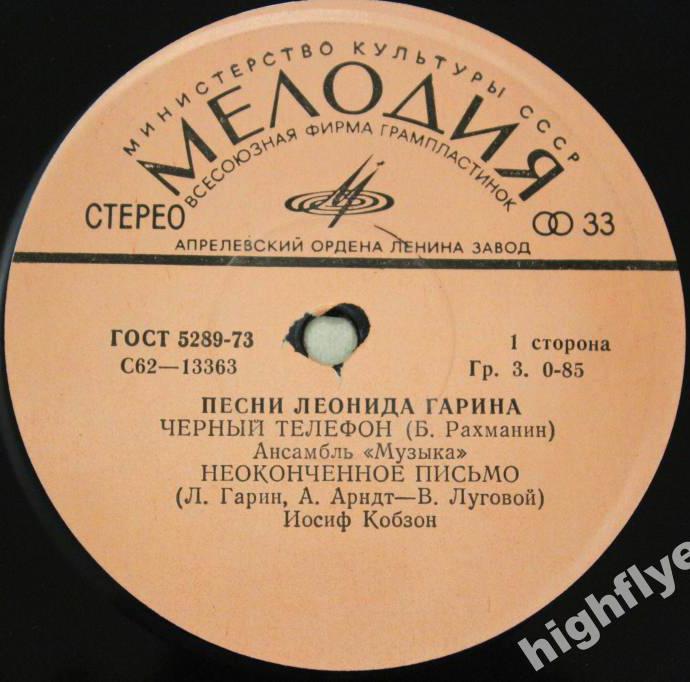 МИНИСТЕРСТВО КУЛЬТУРЫ СССР
МЕЛОДИЯ
ВСЕСОЮЗНАЯ ФИРМА ГРАМПЛАСТИНОК
СТЕРЕО 33
АПРЕЛЕВСКИЙ ОРДЕНА ЛЕНИНА ЗАВОД
ГОСТ 5289-73
С62—13363
1 сторона
Гр. 3. 0-85
ПЕСНИ ЛЕОНИДА ГАРИНА
ЧЕРНЫЙ ТЕЛЕФОН (Б. Рахманин)
Ансамбль «Музыка»
НЕОКОНЧЕННОЕ ПИСЬМО
(Л. Гарин, А. Арндт—В. Луговой)
Иосиф Кобзон
highflye